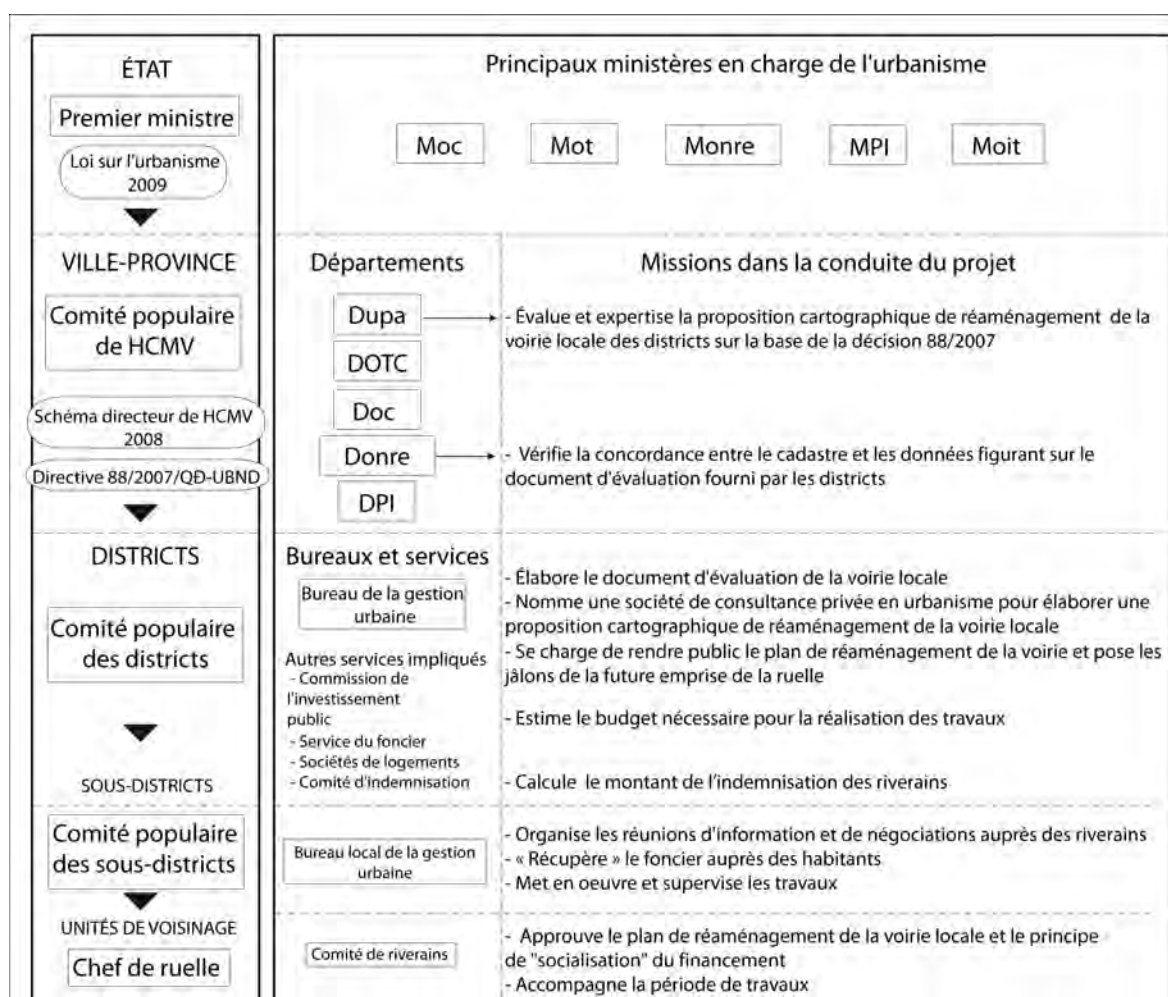 ÉTAT
Premier ministre
Loi sur l'urbanisme
2009
Principaux ministères en charge de l'urbanisme
Moc
Mot
Monre
MPI
Moit
VILLE-PROVINCE
Comité populaire
de HCMV
Schéma directeur de HCMV
2008
Directive 88/2007/QĐ-UBND
Départements
Missions dans la conduite du projet
Dupa
- Évalue et expertise la proposition cartographique de réaménagement de la
voirie locale des districts sur la base de la décision 88/2007
DOTC
Doc
Donre
- Vérifie la concordance entre le cadastre et les données figurant sur le
document d'évaluation fourni par les districts
DPI
DISTRICTS
Comité populaire
des districts
Bureaux et services
Bureau de la gestion
urbaine
Autres services impliqués
- Commission de
l'investissement
public
- Service du foncier
- Sociétés de logements
- Comité d'indemnisation
- Élabore le document d'évaluation de la voirie locale
- Nomme une société de consultance privée en urbanisme pour élaborer une
proposition cartographique de réaménagement de la voirie locale
- Se charge de rendre public le plan de réaménagement de la voirie et pose les
jâlons de la future emprise de la ruelle
- Estime le budget nécessaire pour la réalisation des travaux
- Calcule le montant de l'indemnisation des riverains
SOUS-DISTRICTS
Comité populaire
des sous-districts
Bureau local de la gestion
urbaine
- Organise les réunions d'information et de négociations auprès des riverains
- « Récupère » le foncier auprès des habitants
- Met en oeuvre et supervise les travaux
UNITÉS DE VOISINAGE
Chef de ruelle
Comité de riverains
- Approuve le plan de réaménagement de la voirie locale et le principe
de "socialisation" du financement
- Accompagne la période de travaux